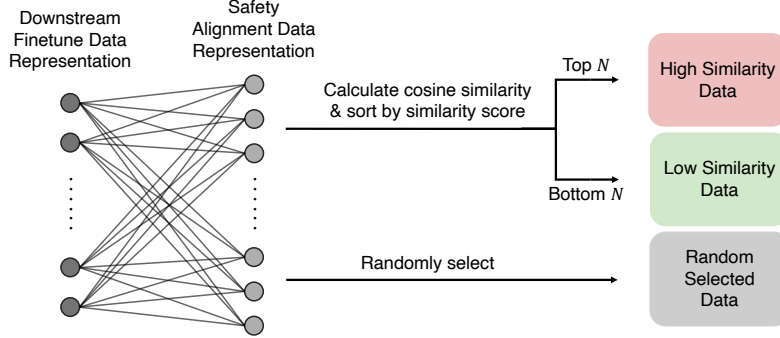 Downstream
Finetune Data
Representation
Safety
Alignment Data
Representation
Calculate cosine similarity
& sort by similarity score
Top N
Bottom N
High Similarity
Data
Low Similarity
Data
Randomly select
Random
Selected
Data